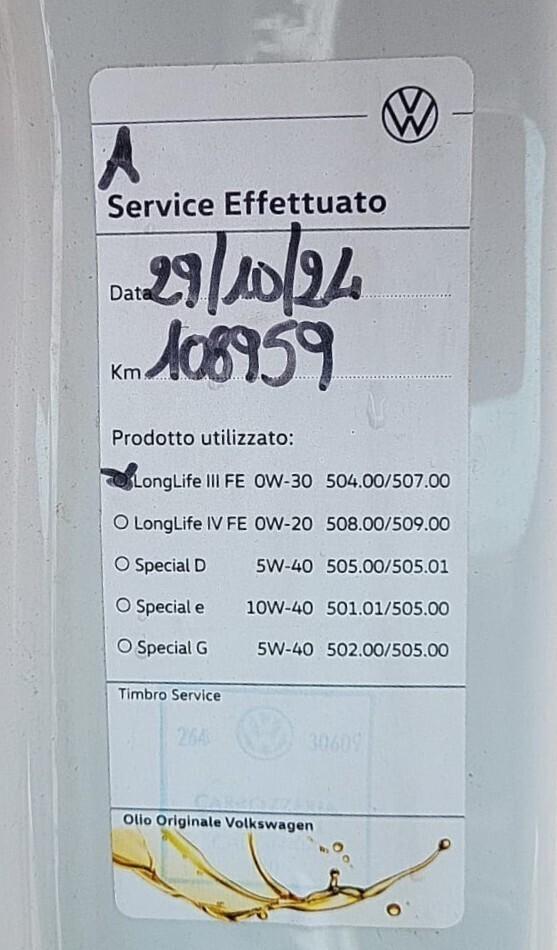 A
Service Effettuato
Data 29/10/24
Km 108959
Prodotto utilizzato:
LongLife III FE 0W-30 504.00/507.00
LongLife IV FE 0W-20 508.00/509.00
Special D 5W-40 505.00/505.01
Special e 10W-40 501.01/505.00
Special G 5W-40 502.00/505.00
Timbro Service
264 30609
CARROZZERIA
Olio Originale Volkswagen